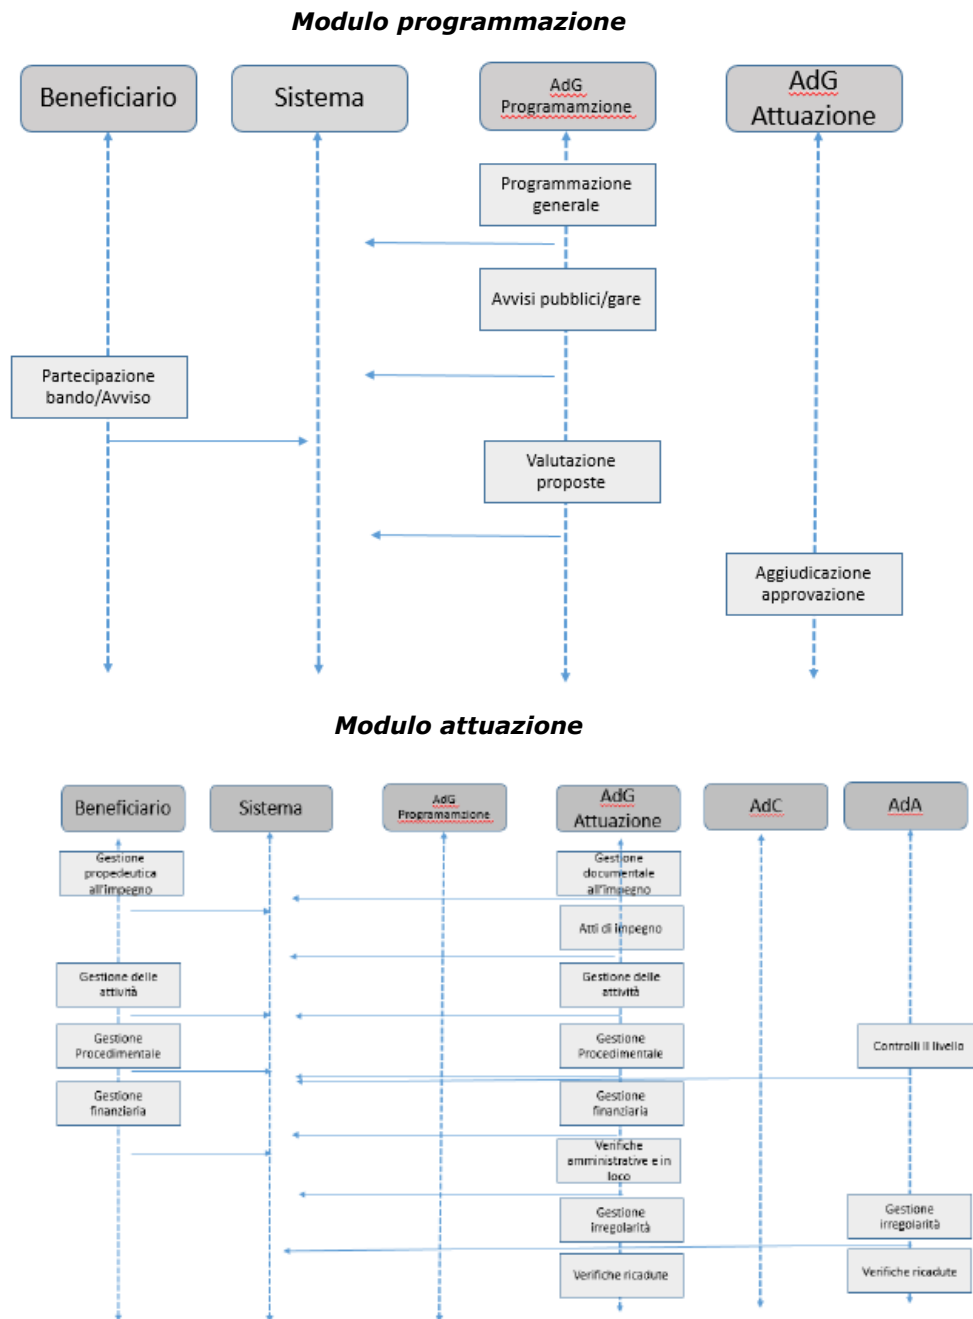 Modulo programmazione
Beneficiario
Sistema
AdG
Programamzione
AdG
Attuazione
Programmazione
generale
Avvisi pubblici/gare
Partecipazione
bando/Avviso
Valutazione
proposte
Aggiudicazione
approvazione
Modulo attuazione
Beneficiario
Sistema
AdG
Programamzione
AdG
Attuazione
AdC
AdA
Gestione
propedeutica
all'impegno
Gestione
documentale
all'impegno
Atti di impegno
Gestione delle
attività
Gestione delle
attività
Gestione
Procedimentale
Gestione
Procedimentale
Controlli II livello
Gestione
finanziaria
Gestione
finanziaria
Verifiche
amministrative e in
loco
Gestione
irregolarità
Gestione
irregolarità
Verifiche ricadute
Verifiche ricadute